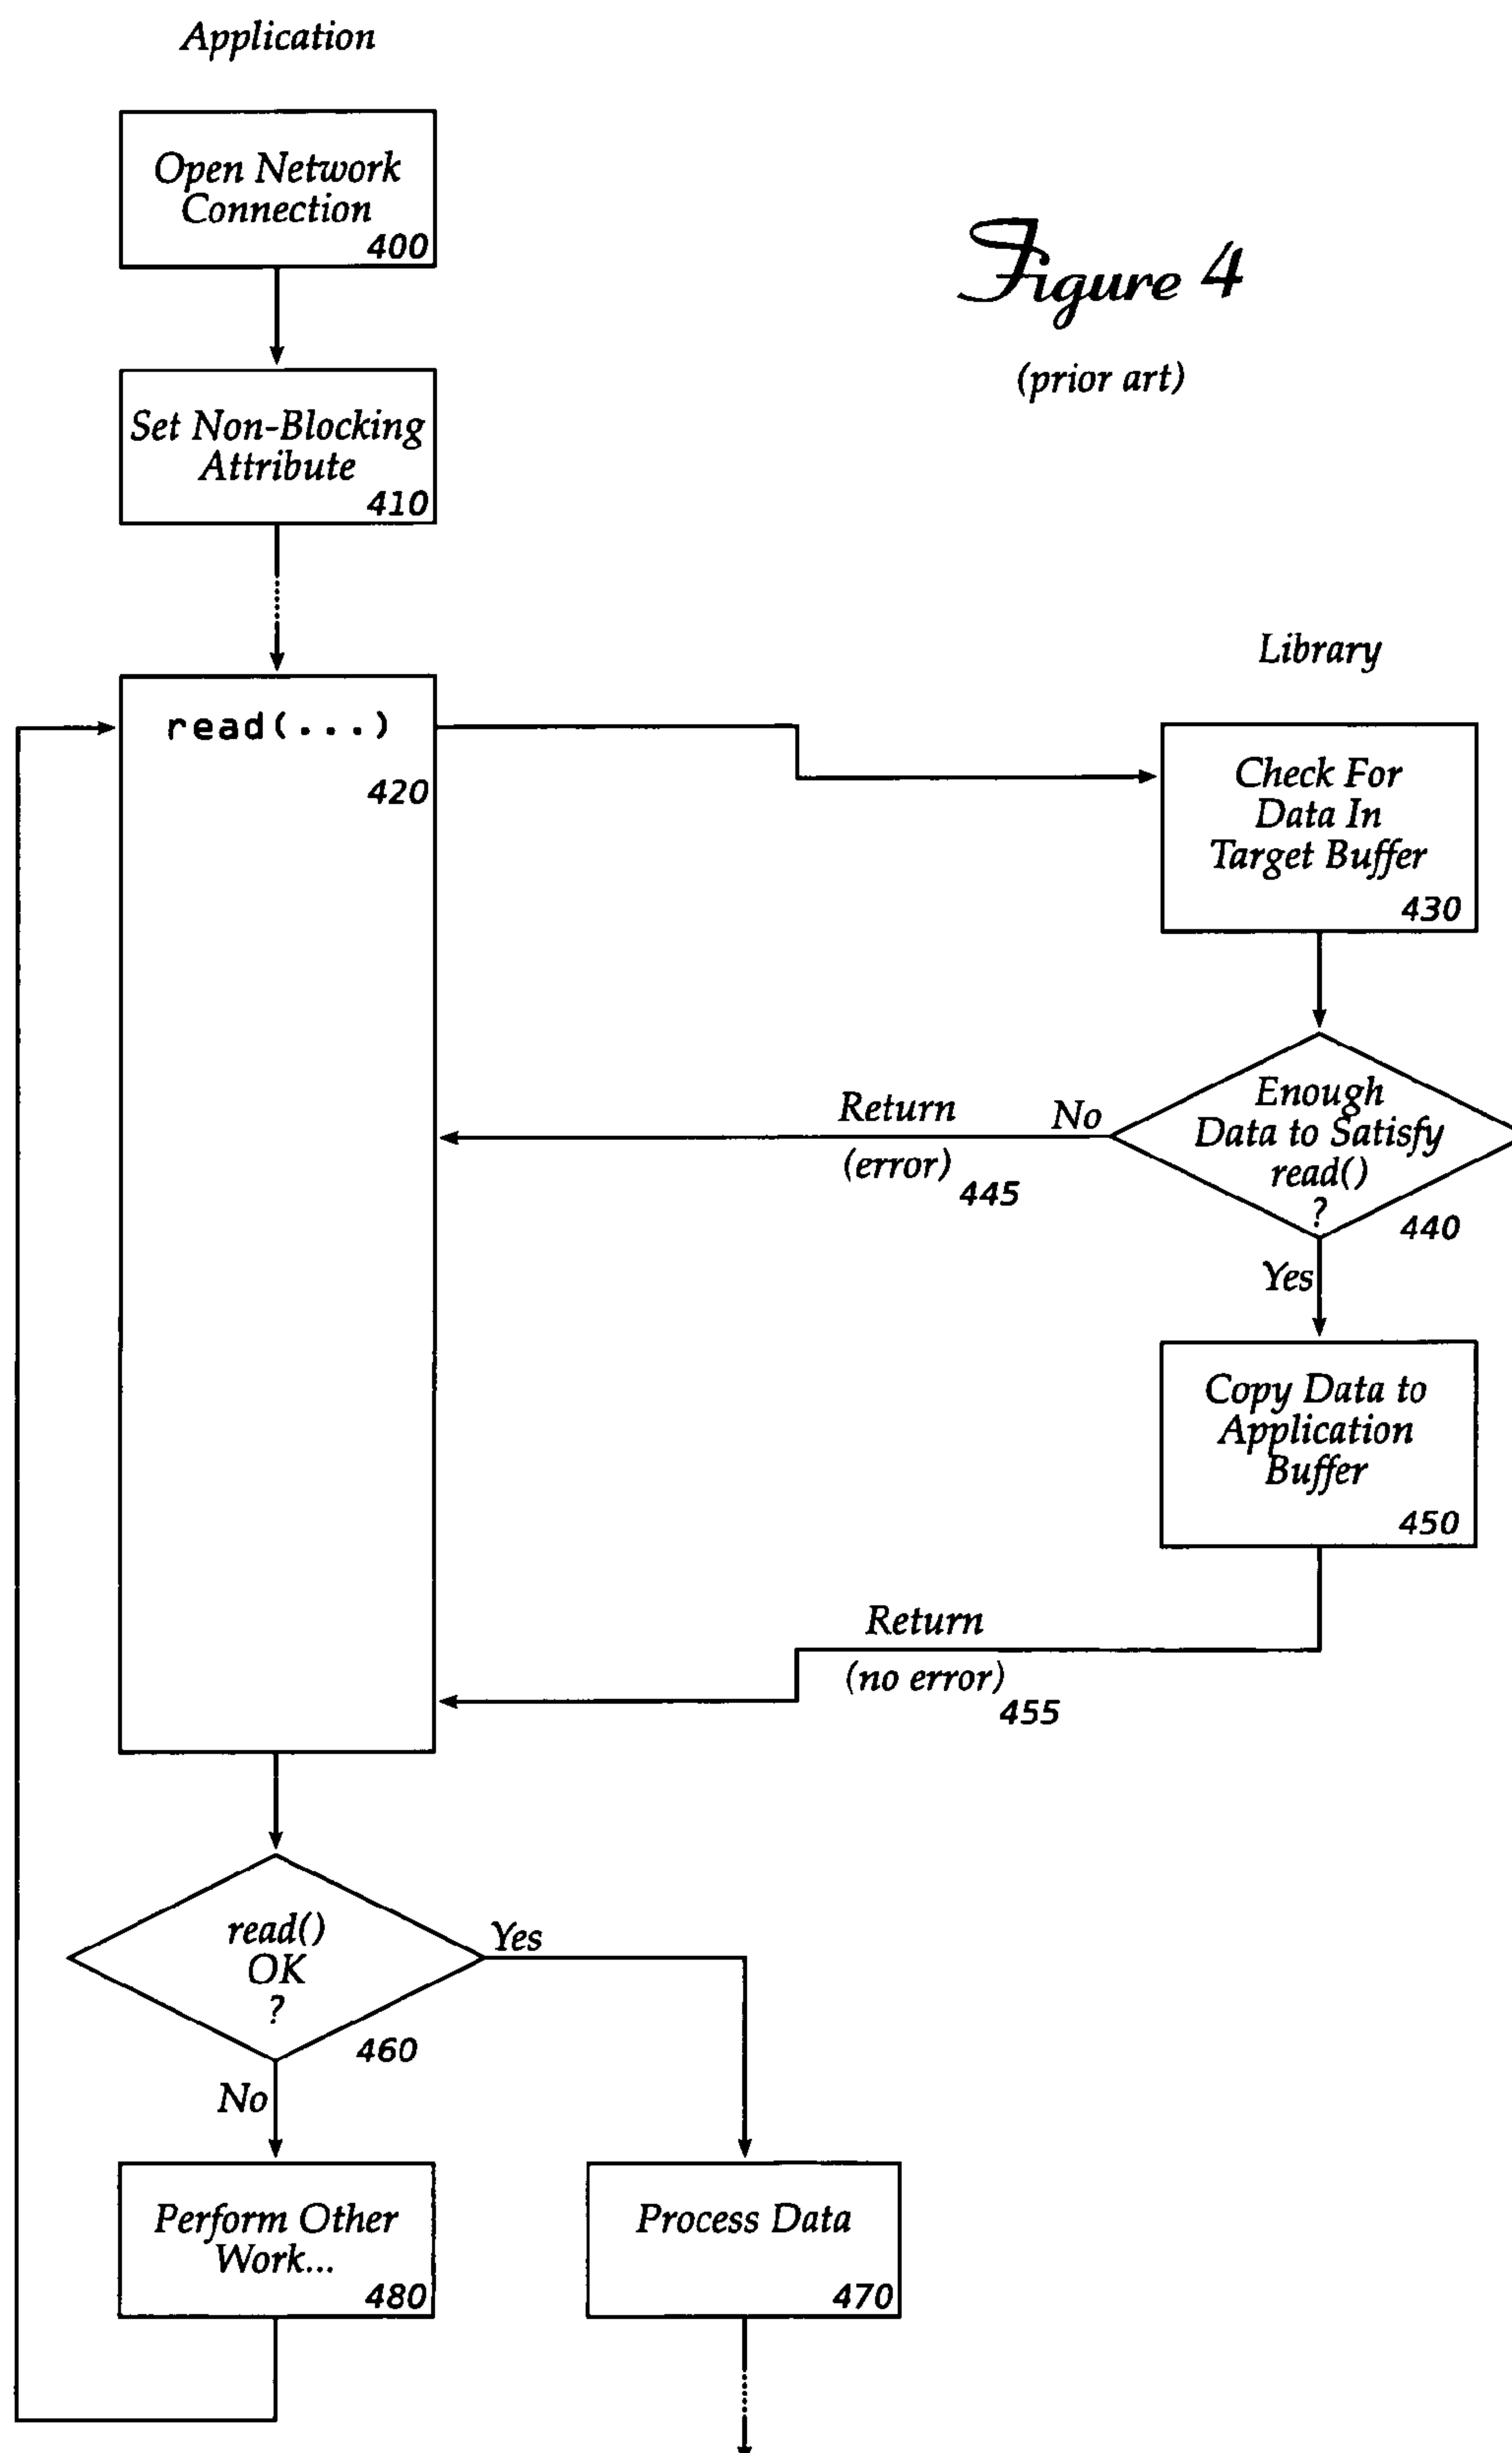 Application
Open Network
Connection
400
Figure 4
(prior art)
Set Non-Blocking
Attribute
410
Library
read(...)
420
Check For
Data In
Target Buffer
430
Enough
Data to Satisfy
read()
?
440
No
Return
(error)
445
Yes
Copy Data to
Application
Buffer
450
Return
(no error)
455
read()
OK
?
460
Yes
No
Perform Other
Work...
480
Process Data
470